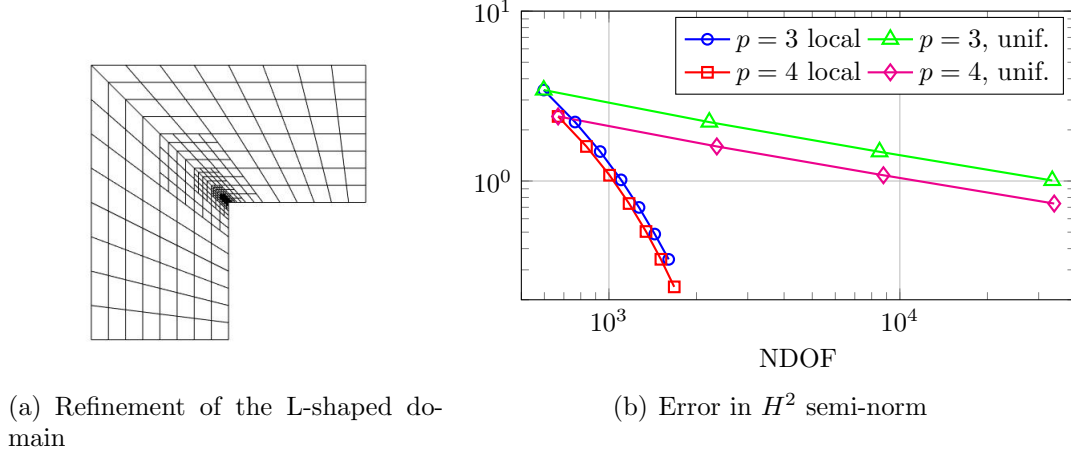 10^1
10^0
p = 3 local
p = 3, unif.
p = 4 local
p = 4, unif.
10^3
10^4
NDOF
(a) Refinement of the L-shaped do-
main
(b) Error in H^2 semi-norm